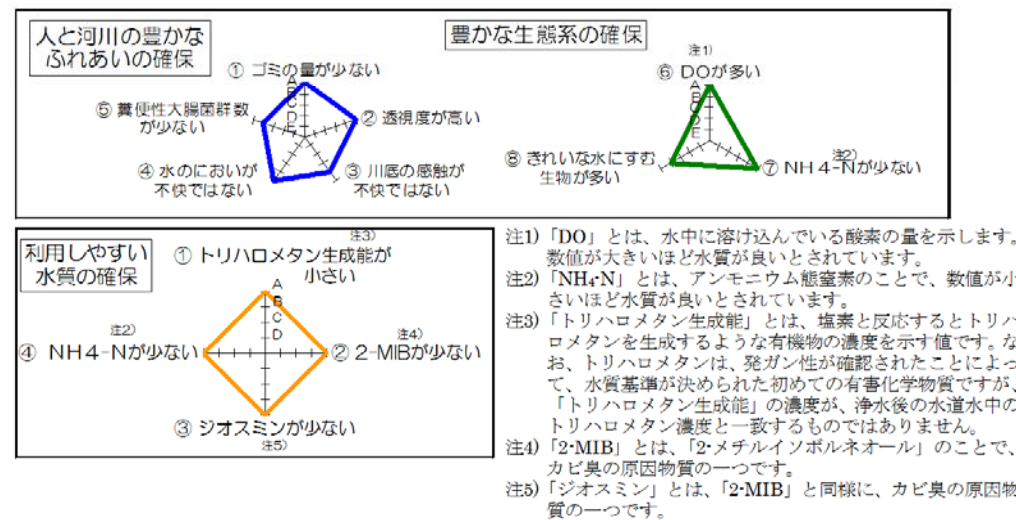 人と河川の豊かな
ふれあいの確保
豊かな生態系の確保
① ゴミの量が少ない
A
B
C
D
E
② 透視度が高い
③ 川底の感触が
不快ではない
④ 水のにおいが
不快ではない
⑤ 糞便性大腸菌群数
が少ない
注1)
⑥ DOが多い
A
B
C
D
E
注2)
⑦ NH4-Nが少ない
⑧ きれいな水にすむ
生物が多い
利用しやすい
水質の確保
注3)
① トリハロメタン生成能が
小さい
A
B
C
D
注4)
② 2-MIBが少ない
③ ジオスミンが少ない
注5)
注2)
④ NH4-Nが少ない
注1)「DO」とは、水中に溶け込んでいる酸素の量を示します。
数値が大きいほど水質が良いとされています。
注2)「NH₄-N」とは、アンモニウム態窒素のことで、数値が小
さいほど水質が良いとされています。
注3)「トリハロメタン生成能」とは、塩素と反応するとトリハ
ロメタンを生成するような有機物の濃度を示す値です。な
お、トリハロメタンは、発ガン性が確認されたことによっ
て、水質基準が決められた初めての有害化学物質ですが、
「トリハロメタン生成能」の濃度が、浄水後の水道水中の
トリハロメタン濃度と一致するものではありません。
注4)「2-MIB」とは、「2-メチルイソボルネオール」のことで、
カビ臭の原因物質の一つです。
注5)「ジオスミン」とは、「2-MIB」と同様に、カビ臭の原因物
質の一つです。